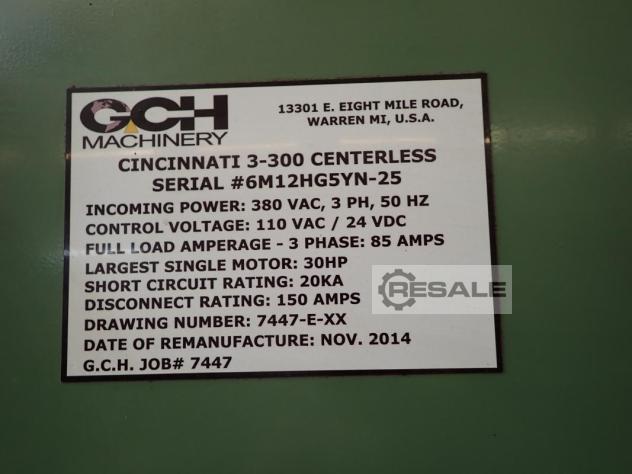 GCH
MACHINERY
13301 E. EIGHT MILE ROAD,
WARREN MI, U.S.A.
CINCINNATI 3-300 CENTERLESS
SERIAL #6M12HG5YN-25
INCOMING POWER: 380 VAC, 3 PH, 50 HZ
CONTROL VOLTAGE: 110 VAC / 24 VDC
FULL LOAD AMPERAGE - 3 PHASE: 85 AMPS
LARGEST SINGLE MOTOR: 30HP
SHORT CIRCUIT RATING: 20KA
DISCONNECT RATING: 150 AMPS
DRAWING NUMBER: 7447-E-XX
DATE OF REMANUFACTURE: NOV. 2014
G.C.H. JOB# 7447
RESALE